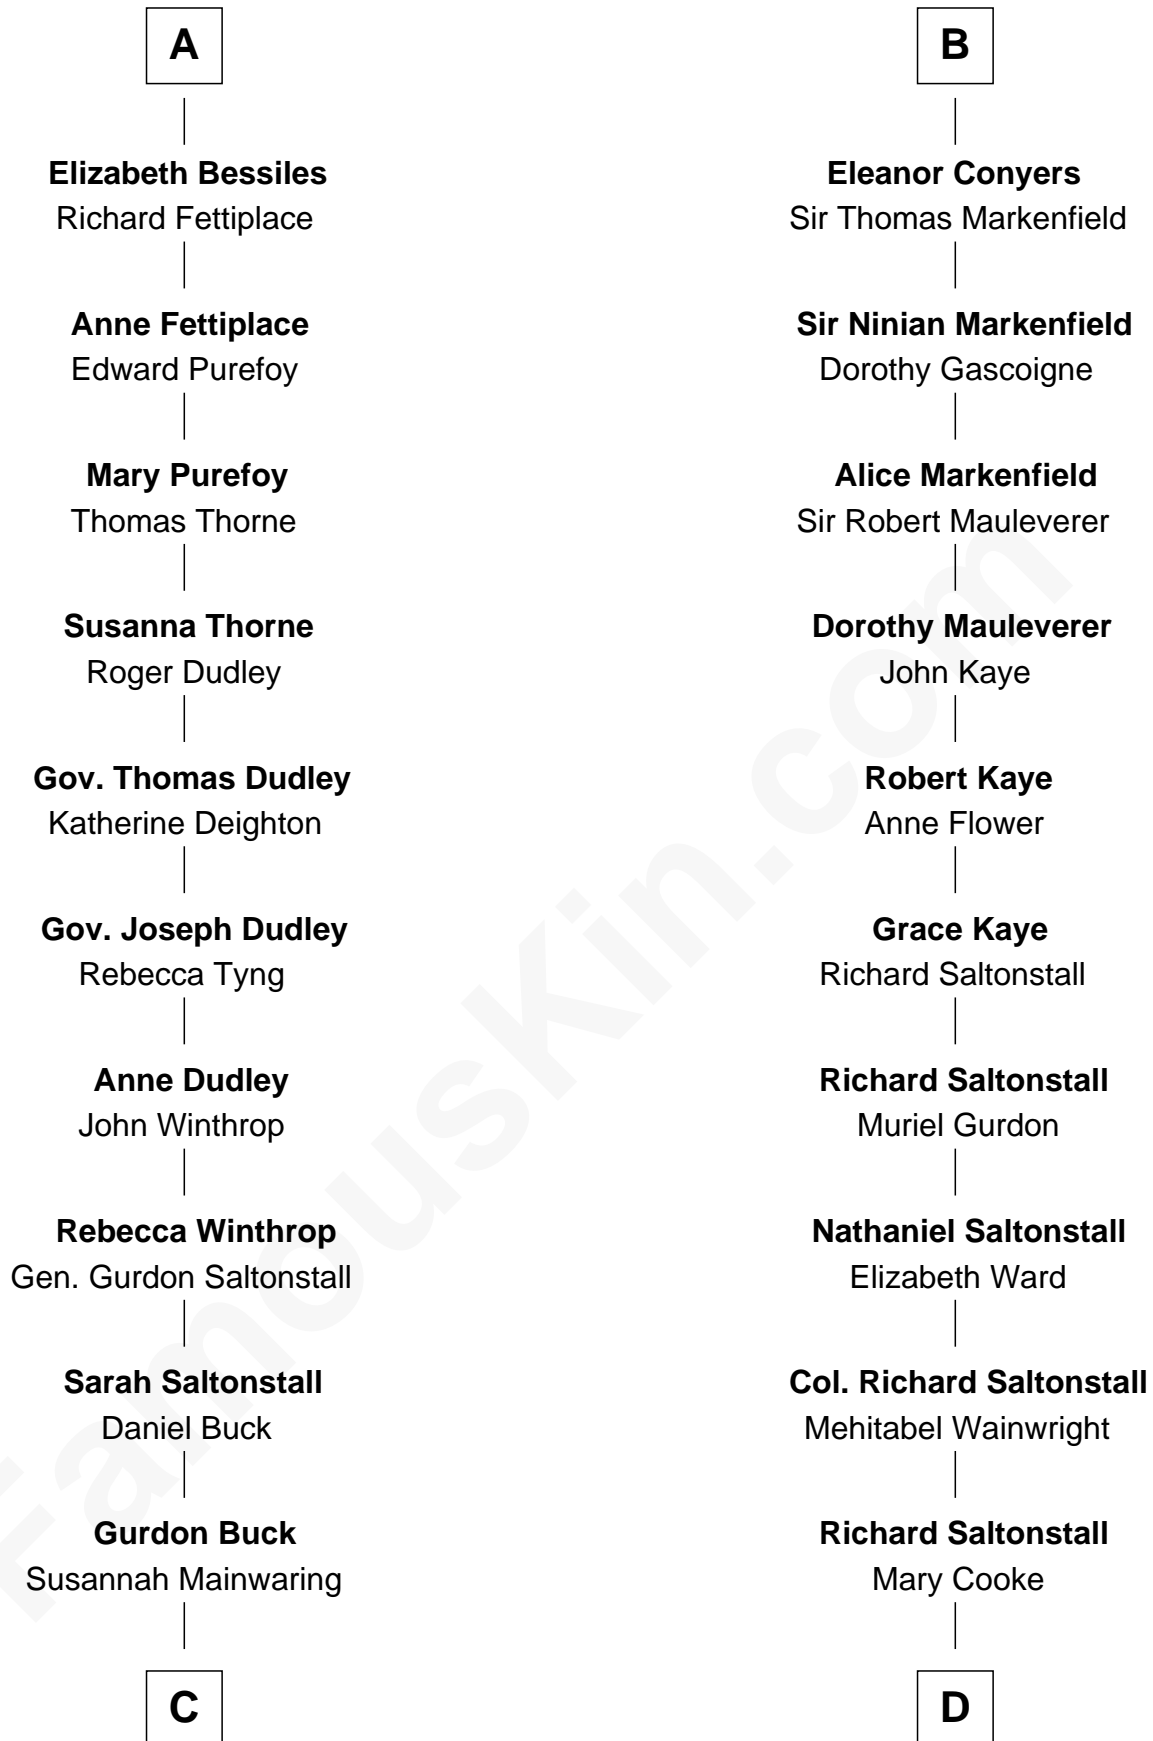 A
Elizabeth Bessiles
Richard Fettiplace
Anne Fettiplace
Edward Purefoy
Mary Purefoy
Thomas Thorne
Susanna Thorne
Roger Dudley
Gov. Thomas Dudley
Katherine Deighton
Gov. Joseph Dudley
Rebecca Tyng
Anne Dudley
John Winthrop
Rebecca Winthrop
Gen. Gurdon Saltonstall
Sarah Saltonstall
Daniel Buck
Gurdon Buck
Susannah Mainwaring
C
B
Eleanor Conyers
Sir Thomas Markenfield
Sir Ninian Markenfield
Dorothy Gascoigne
Alice Markenfield
Sir Robert Mauleverer
Dorothy Mauleverer
John Kaye
Robert Kaye
Anne Flower
Grace Kaye
Richard Saltonstall
Richard Saltonstall
Muriel Gurdon
Nathaniel Saltonstall
Elizabeth Ward
Col. Richard Saltonstall
Mehitabel Wainwright
Richard Saltonstall
Mary Cooke
D
FamousKin.com